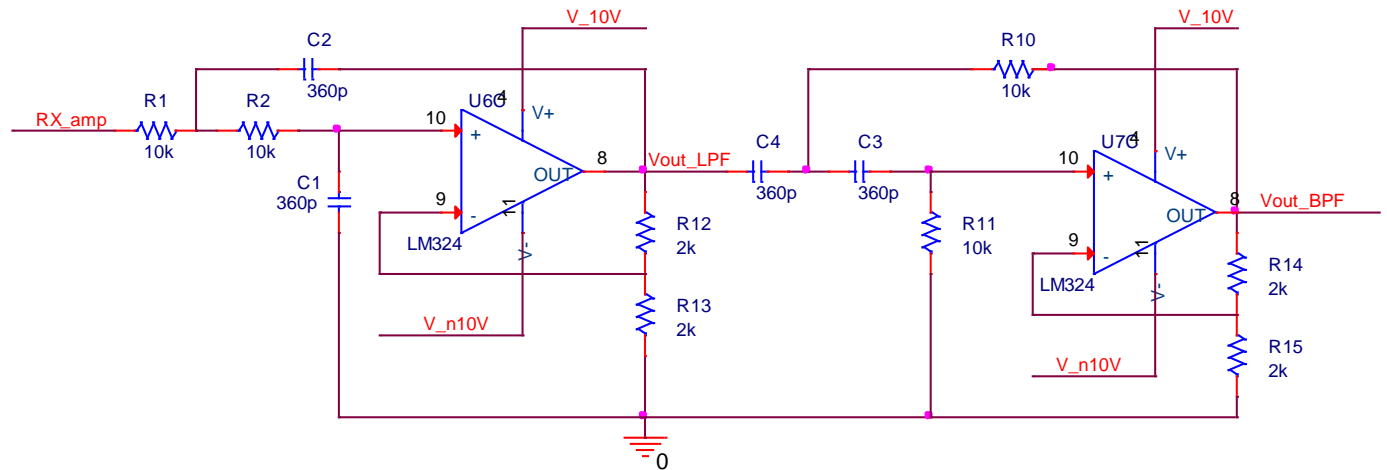 V_10V
V_10V
C2
R10
360p
10k
R1
R2
U6
4
V+
RX_amp
10
+
10k
10k
U7
4
V+
C4
C3
8
Vout_LPF
10
+
OUT
C1
360p
360p
360p
9
-
11
R12
2k
R11
10k
8
Vout_BPF
OUT
LM324
V-
9
-
11
R14
2k
LM324
V-
R13
2k
V_n10V
R15
2k
V_n10V
0